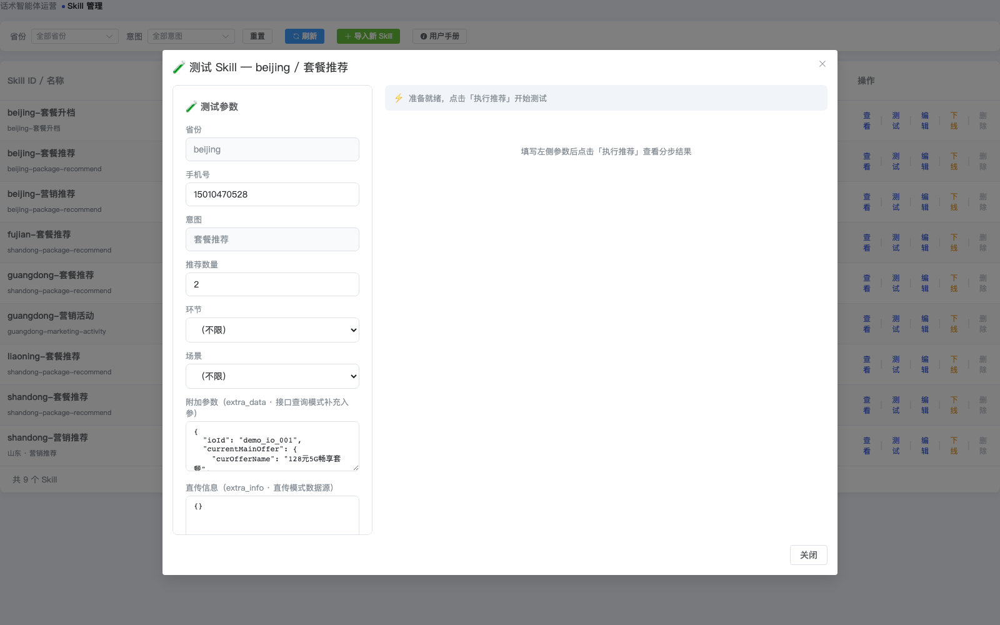 话术智能体运营 • Skill 管理
省份 全部省份 意图 全部意图 重置 刷新 导入新 Skill 用户手册
Skill ID / 名称
操作
beijing-套餐升档
beijing-套餐升档
查看 测试 编辑 下线 删除
beijing-套餐推荐
beijing-package-recommend
查看 测试 编辑 下线 删除
beijing-营销推荐
beijing-package-recommend
查看 测试 编辑 下线 删除
fujian-套餐推荐
shandong-package-recommend
查看 测试 编辑 下线 删除
guangdong-套餐推荐
shandong-package-recommend
查看 测试 编辑 下线 删除
guangdong-营销活动
guangdong-marketing-activity
查看 测试 编辑 下线 删除
liaoning-套餐推荐
shandong-package-recommend
查看 测试 编辑 下线 删除
shandong-套餐推荐
shandong-package-recommend
查看 测试 编辑 下线 删除
shandong-营销推荐
山东 · 营销推荐
查看 测试 编辑 下线 删除
共 9 个 Skill
测试 Skill — beijing / 套餐推荐
测试参数
省份
beijing
手机号
15010470528
意图
套餐推荐
推荐数量
2
环节
(不限)
场景
(不限)
附加参数（extra_data · 接口查询模式补充入
参）
{
"ioId": "demo_io_001",
"currentMainOffer": {
"curOfferName": "128元5G畅享套
餐"
直传信息（extra_info · 直传模式数据源）
{}
准备就绪，点击「执行推荐」开始测试
填写左侧参数后点击「执行推荐」查看分步结果
关闭